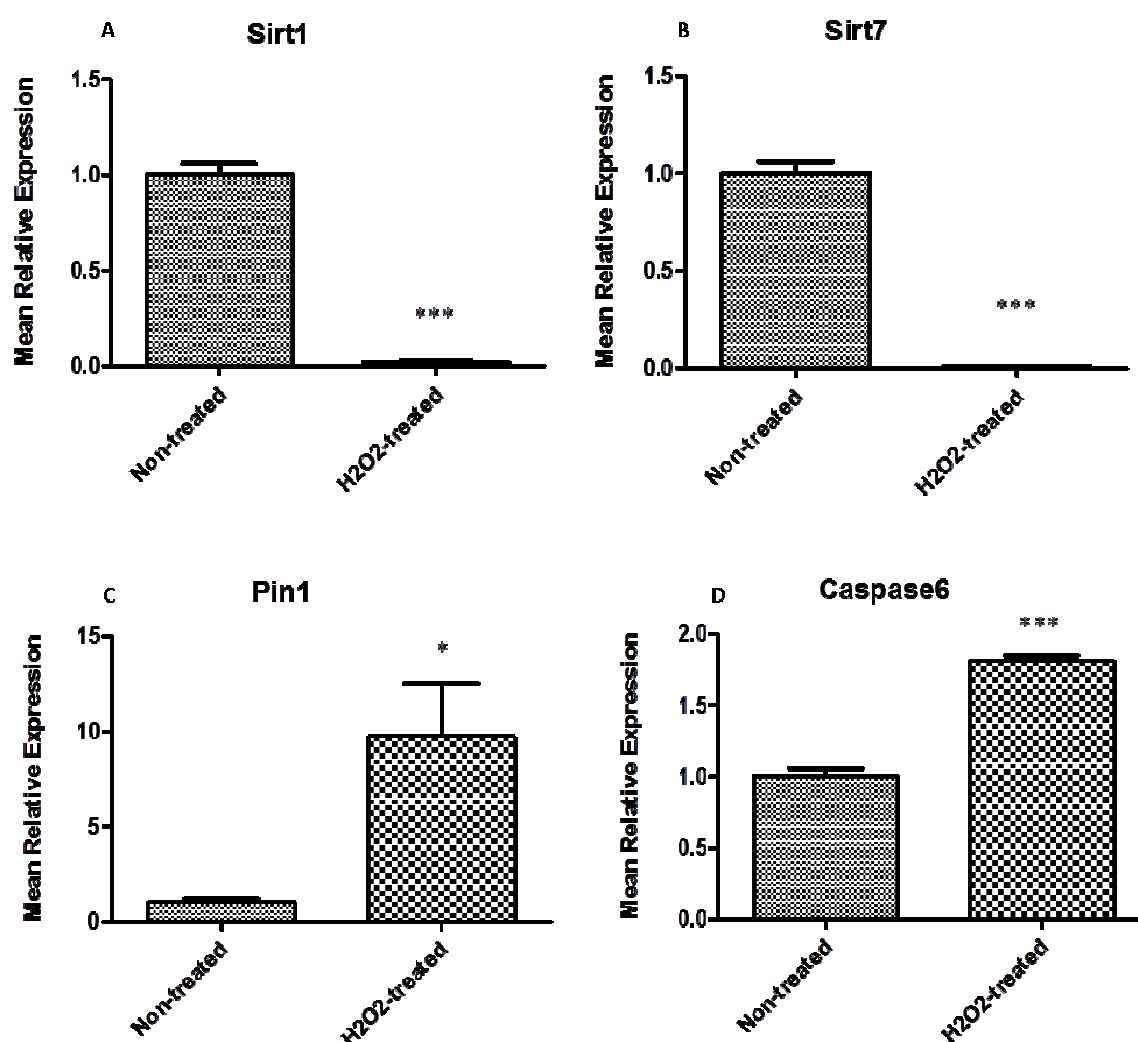 A
Sirt1
Mean Relative Expression
1.5
1.0
0.5
0.0
***
Non-treated
H2O2-treated
B
Sirt7
Mean Relative Expression
1.5
1.0
0.5
0.0
***
Non-treated
H2O2-treated
C
Pin1
Mean Relative Expression
15
10
5
0
*
Non-treated
H2O2-treated
D
Caspase6
Mean Relative Expression
2.0
1.5
1.0
0.5
0.0
***
Non-treated
H2O2-treated